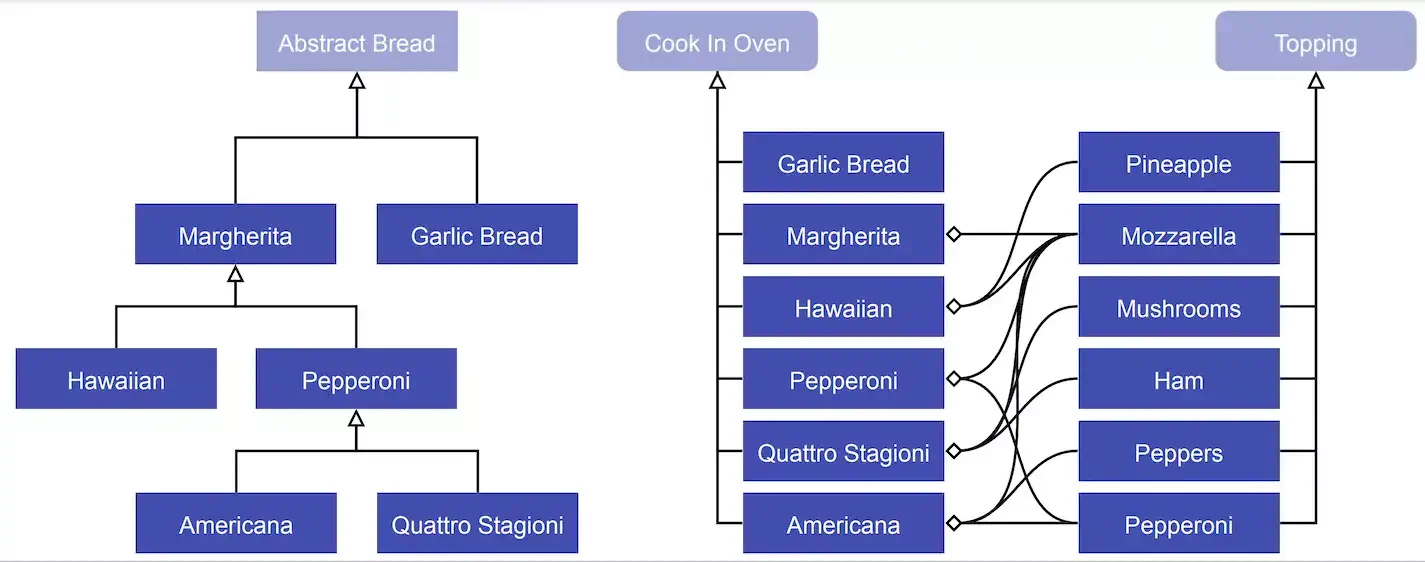 Abstract Bread
Margherita
Garlic Bread
Hawaiian
Pepperoni
Americana
Quattro Stagioni
Cook In Oven
Topping
Garlic Bread
Margherita
Hawaiian
Pepperoni
Quattro Stagioni
Americana
Pineapple
Mozzarella
Mushrooms
Ham
Peppers
Pepperoni